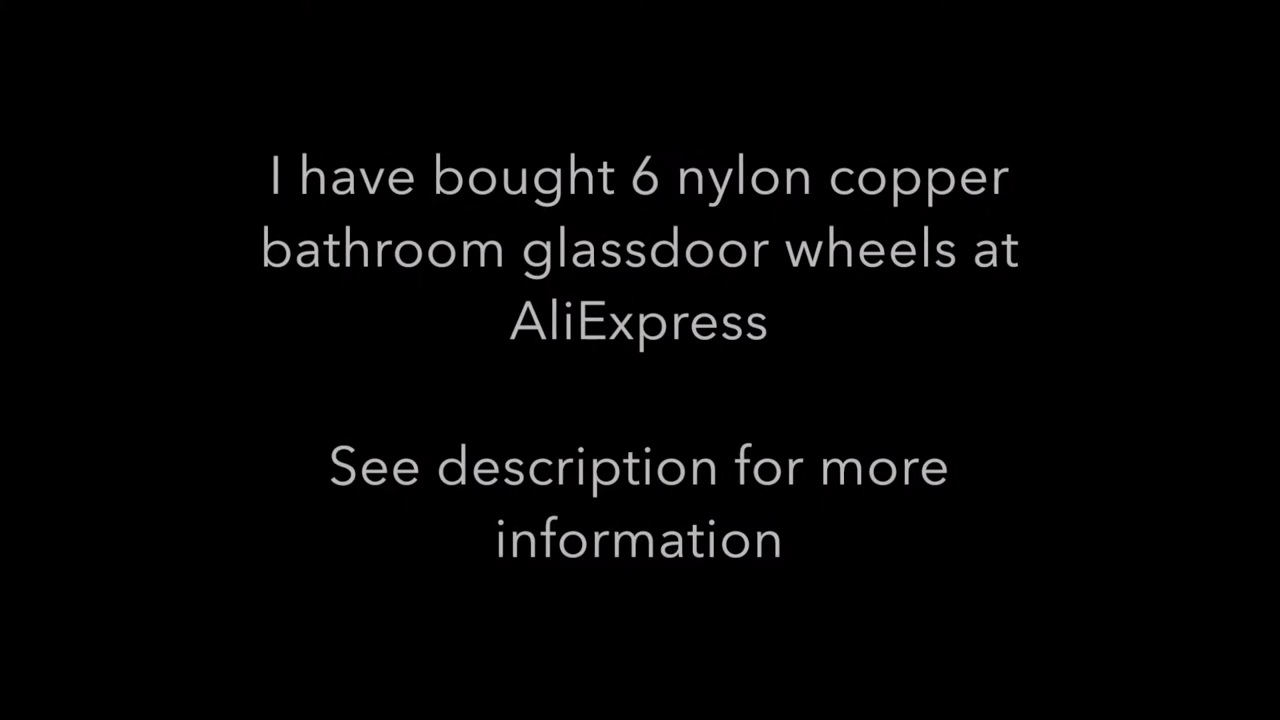 I have bought 6 nylon copper
bathroom glassdoor wheels at
AliExpress
See description for more
information